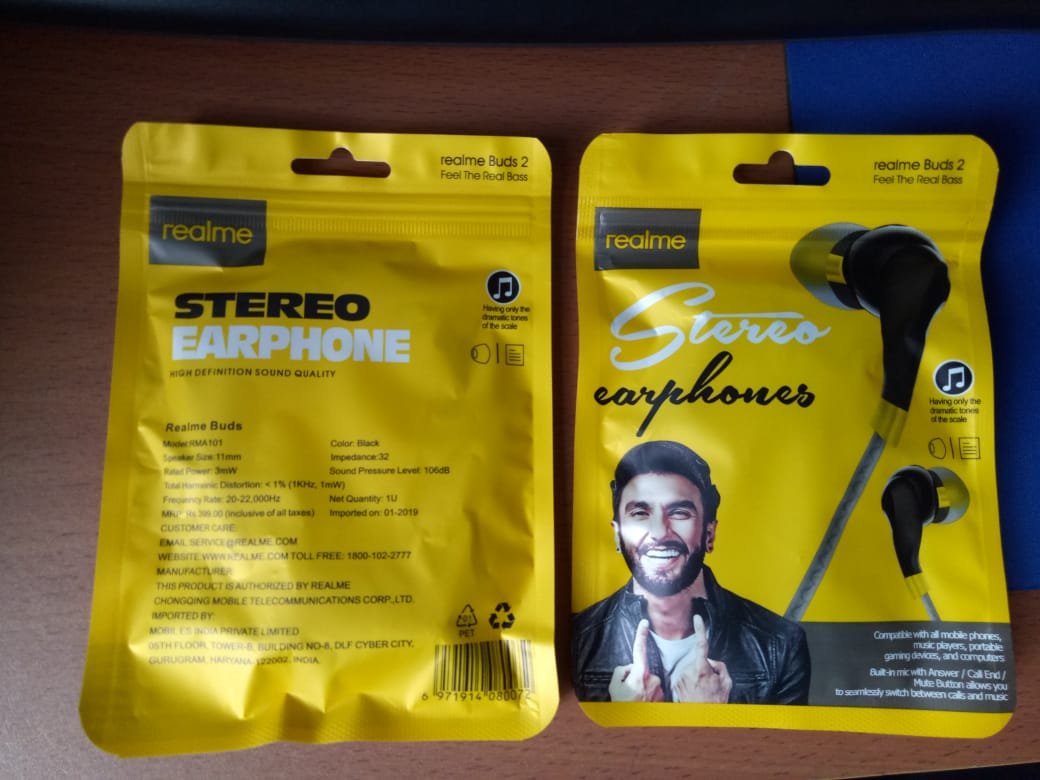 realme Buds 2
Feel The Real Bass
realme
STEREO
EARPHONE
HIGH DEFINITION SOUND QUALITY
Having only the
dramatic tones
of the scale
Realme Buds
Model:RMA101
Color: Black
Speaker Size:11mm
Impedance:32
Rated Power: 3mW
Sound Pressure Level: 106dB
Total Harmonic Distortion: < 1% (1KHz, 1mW)
Frequency Rate: 20-22,000Hz
Net Quantity: 1U
MRP: Rs.399.00 (inclusive of all taxes)
Imported on: 01-2019
CUSTOMER CARE:
EMAIL:SERVICE@REALME.COM
WEBSITE:WWW.REALME.COM TOLL FREE: 1800-102-2777
MANUFACTURER:
THIS PRODUCT IS AUTHORIZED BY REALME
CHONGQING MOBILE TELECOMMUNICATIONS CORP.,LTD.
IMPORTED BY:
MOBILES INDIA PRIVATE LIMITED
05TH FLOOR, TOWER-B, BUILDING NO-8, DLF CYBER CITY,
GURUGRAM, HARYANA-122002, INDIA.
01
PET
6 971914 080072
realme Buds 2
Feel The Real Bass
realme
Stereo
earphones
Having only the
dramatic tones
of the scale
Compatible with all mobile phones,
music players, portable
gaming devices, and computers
Built-in mic with Answer / Call End /
Mute Button allows you
to seamlessly switch between calls and music